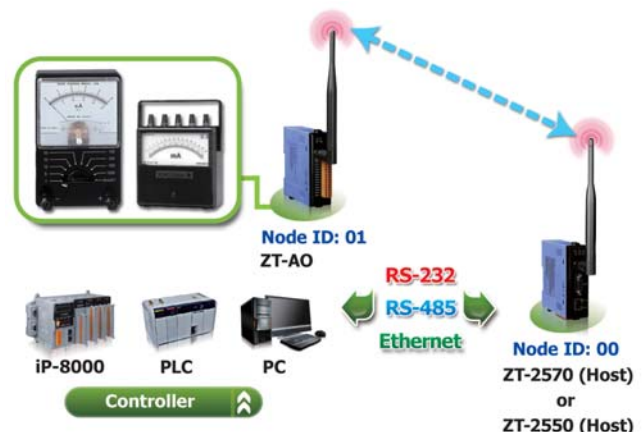 mA
Node ID: 01
ZT-AO
RS-232
RS-485
Ethernet
iP-8000
PLC
PC
Controller
Node ID: 00
ZT-2570 (Host)
or
ZT-2550 (Host)